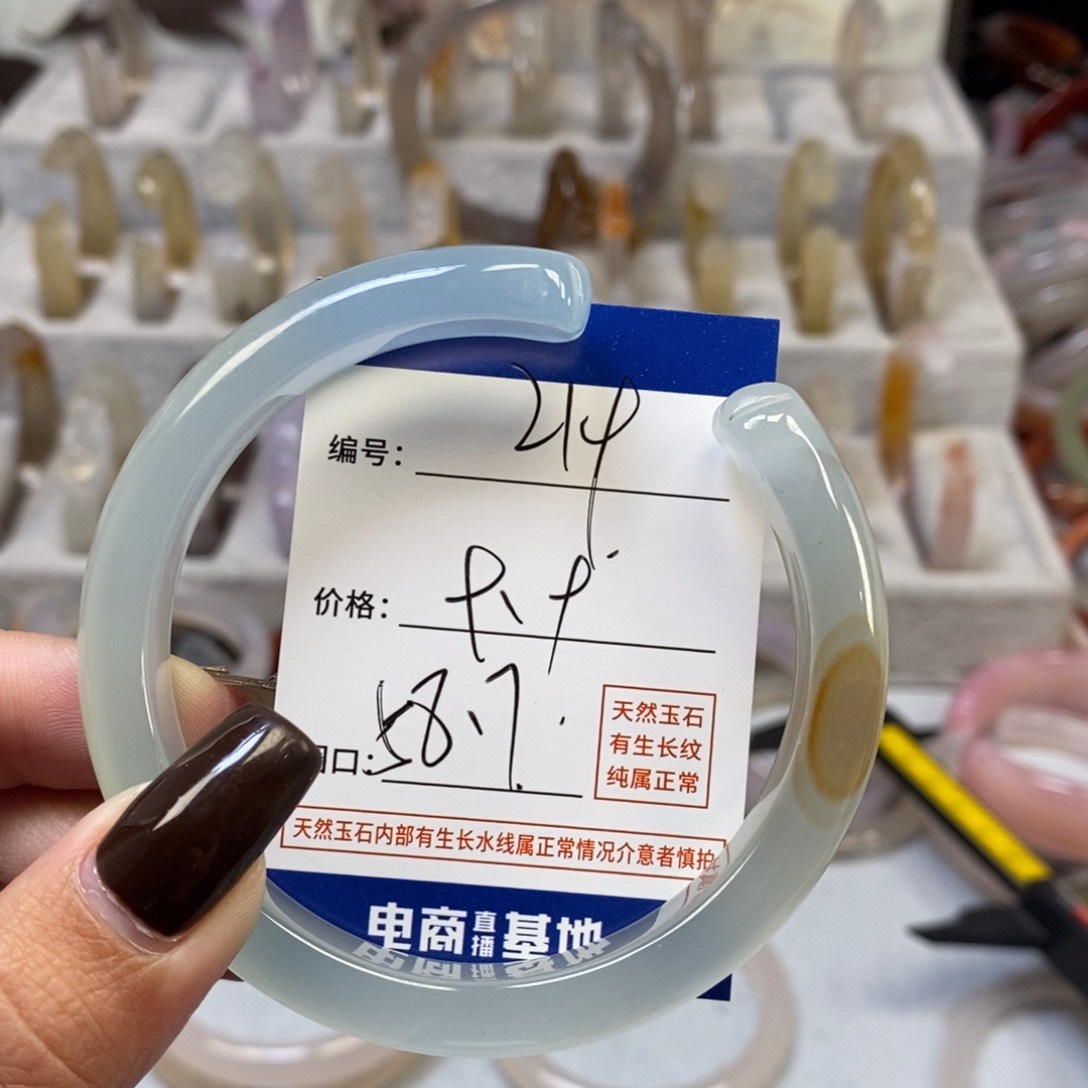 编号: 214
价格:
口: 58.7.
天然玉石
有生长纹
纯属正常
天然玉石内部有生长水线属正常情况介意者慎拍
电商直播基地